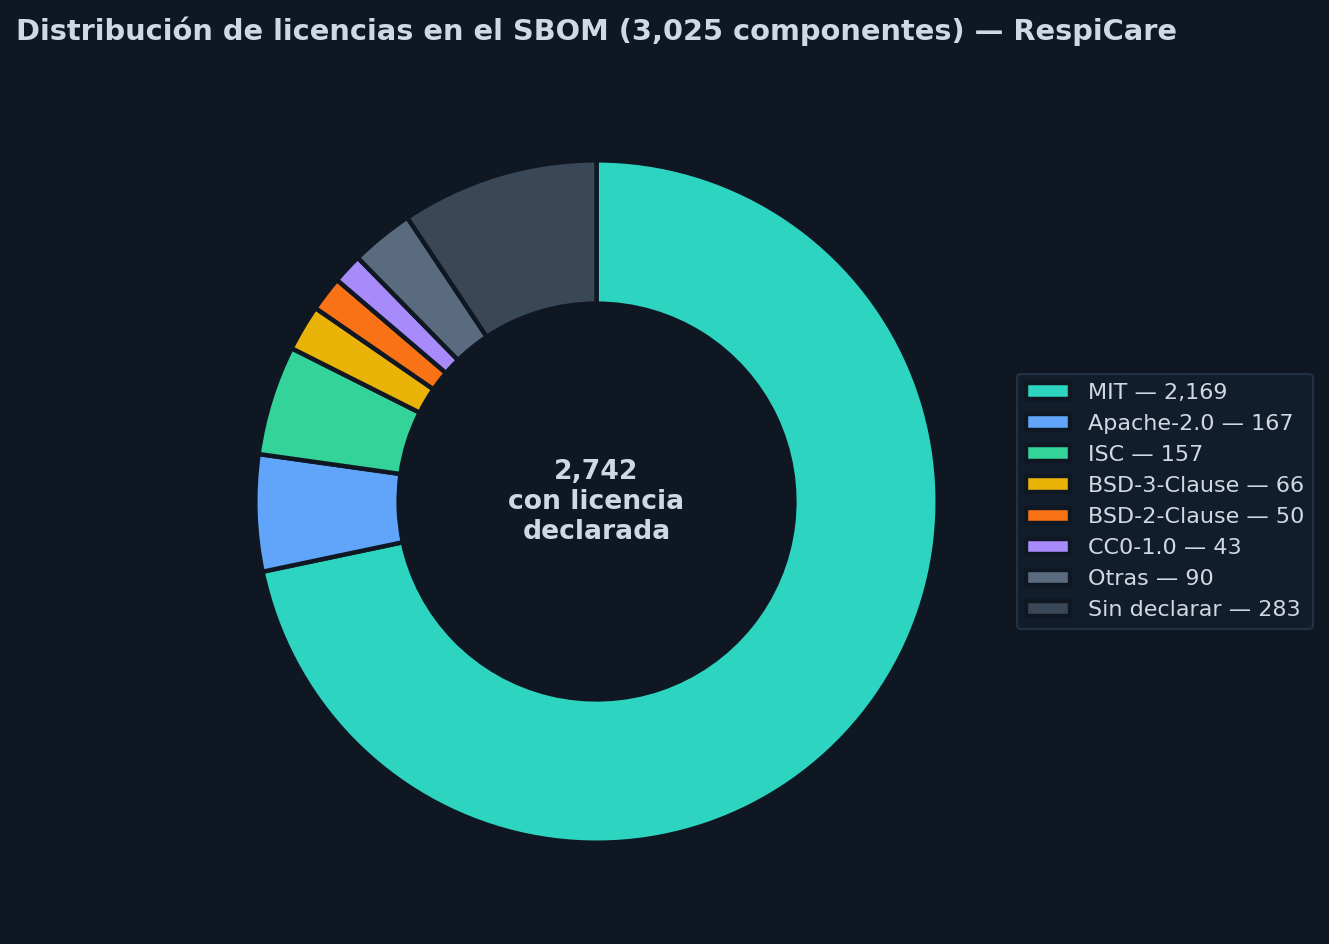 Distribución de licencias en el SBOM (3,025 componentes) — RespiCare
2,742
con licencia
declarada
MIT — 2,169
Apache-2.0 — 167
ISC — 157
BSD-3-Clause — 66
BSD-2-Clause — 50
CC0-1.0 — 43
Otras — 90
Sin declarar — 283